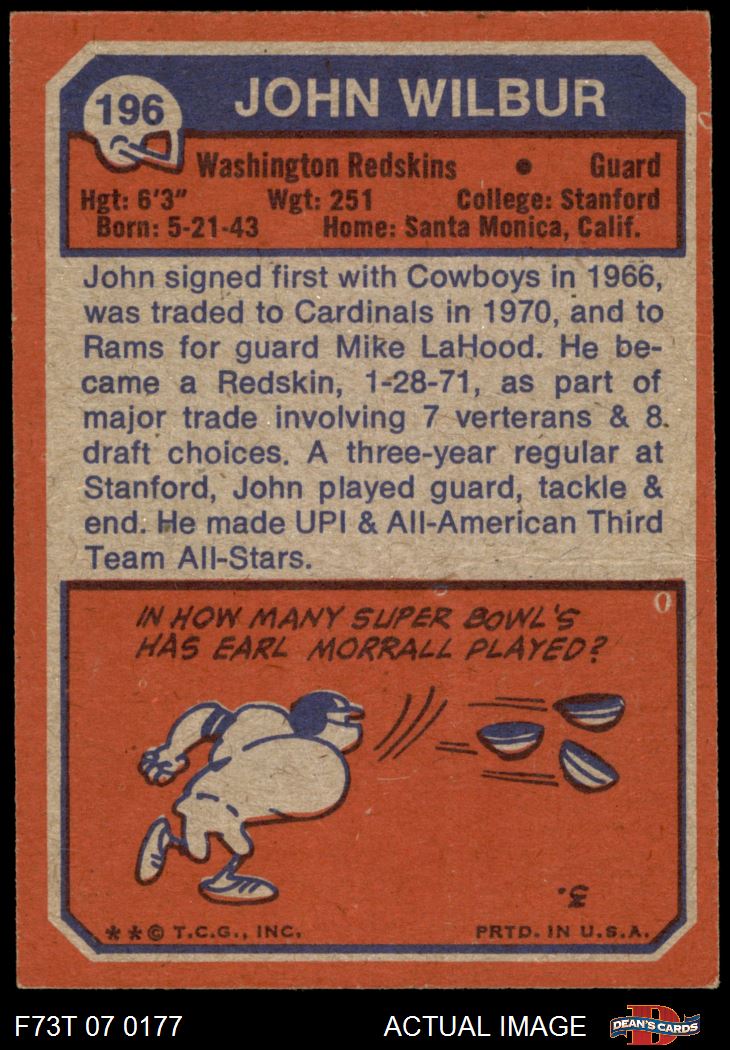 196
JOHN WILBUR
Washington Redskins • Guard
Hgt: 6'3" Wgt: 251 College: Stanford
Born: 5-21-43 Home: Santa Monica, Calif.
John signed first with Cowboys in 1966,
was traded to Cardinals in 1970, and to
Rams for guard Mike LaHood. He be-
came a Redskin, 1-28-71, as part of
major trade involving 7 verterans & 8
draft choices. A three-year regular at
Stanford, John played guard, tackle &
end. He made UPI & All-American Third
Team All-Stars.
IN HOW MANY SUPER BOWL'S
HAS EARL MORRALL PLAYED?
3.
**© T.C.G., INC. PRTD. IN U.S.A.
F73T 07 0177 ACTUAL IMAGE
D
DEAN'S CARDS